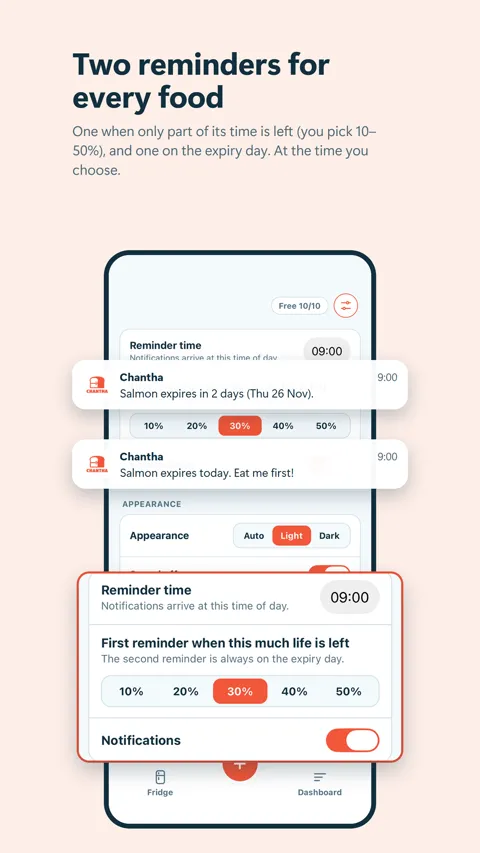 Two reminders for
every food
One when only part of its time is left (you pick 10–
50%), and one on the expiry day. At the time you
choose.
Free 10/10
Reminder time
Notifications arrive at this time of day
09:00
CHANTHA
Chantha
9:00
Salmon expires in 2 days (Thu 26 Nov).
10% 20% 30% 40% 50%
CHANTHA
Chantha
9:00
Salmon expires today. Eat me first!
APPEARANCE
Appearance
Auto Light Dark
Reminder time
Notifications arrive at this time of day.
09:00
First reminder when this much life is left
The second reminder is always on the expiry day.
10% 20% 30% 40% 50%
Notifications
Fridge
Dashboard